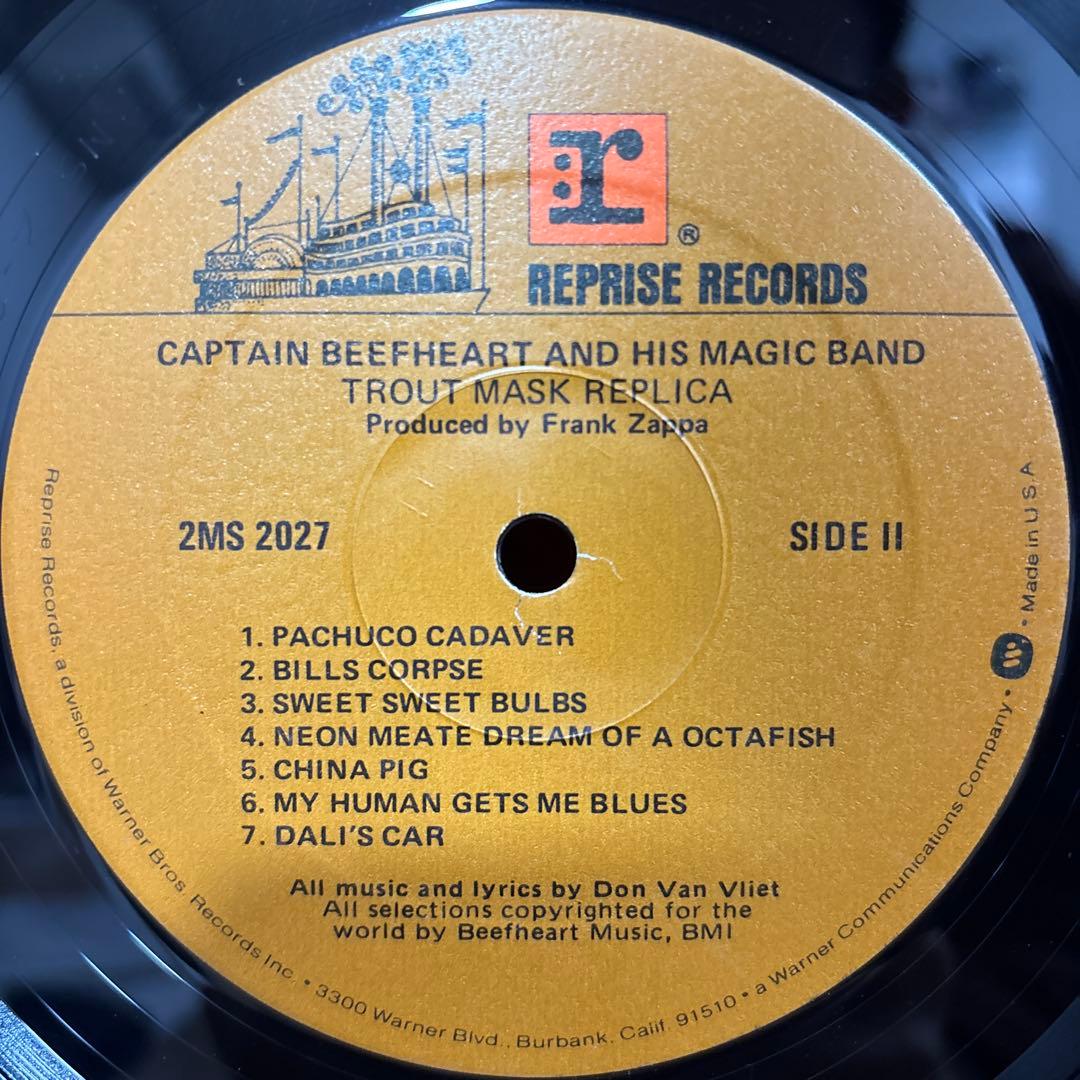 r
®
REPRISE RECORDS
CAPTAIN BEEFHEART AND HIS MAGIC BAND
TROUT MASK REPLICA
Produced by Frank Zappa
2MS 2027
SIDE II
1. PACHUCO CADAVER
2. BILLS CORPSE
3. SWEET SWEET BULBS
4. NEON MEATE DREAM OF A OCTAFISH
5. CHINA PIG
6. MY HUMAN GETS ME BLUES
7. DALI'S CAR
All music and lyrics by Don Van Vliet
All selections copyrighted for the
world by Beefheart Music, BMI
Reprise Records, a division of Warner Bros. Records Inc. • 3300 Warner Blvd., Burbank, Calif. 91510 • a Warner Communications Company • W • Made in U.S.A